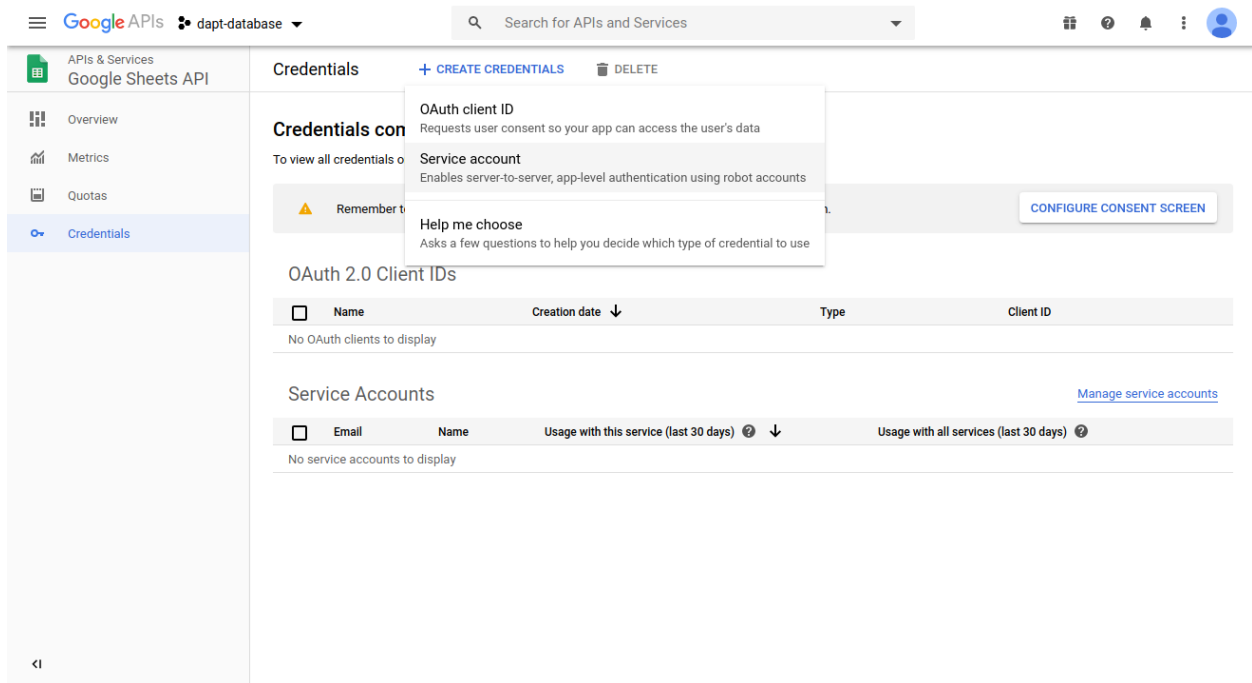 Google APIs dapt-database Search for APIs and Services
APIs & Services
Google Sheets API
Credentials + CREATE CREDENTIALS DELETE
OAuth client ID
Requests user consent so your app can access the user's data
Service account
Enables server-to-server, app-level authentication using robot accounts
Help me choose
Asks a few questions to help you decide which type of credential to use
Overview
Metrics
Quotas
Credentials
Credentials com
To view all credentials
Remember
CONFIGURE CONSENT SCREEN
OAuth 2.0 Client IDs
Name Creation date Type Client ID
No OAuth clients to display
Service Accounts Manage service accounts
Email Name Usage with this service (last 30 days) Usage with all services (last 30 days)
No service accounts to display